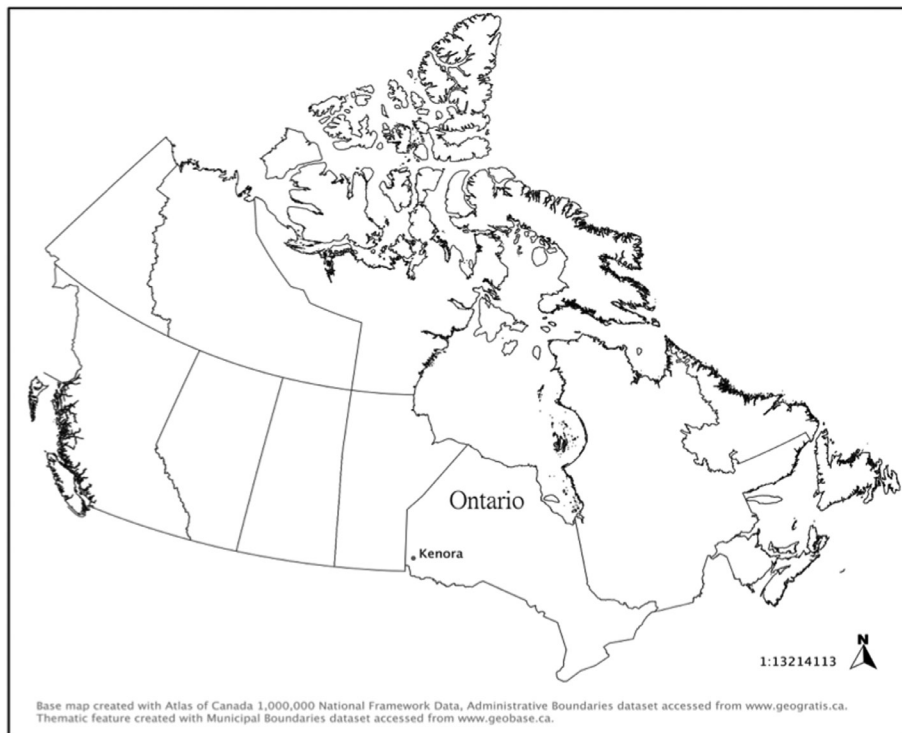 Ontario
Kenora
N
1:13214113
Base map created with Atlas of Canada 1,000,000 National Framework Data, Administrative Boundaries dataset accessed from www.geogratis.ca.
Thematic feature created with Municipal Boundaries dataset accessed from www.geobase.ca.